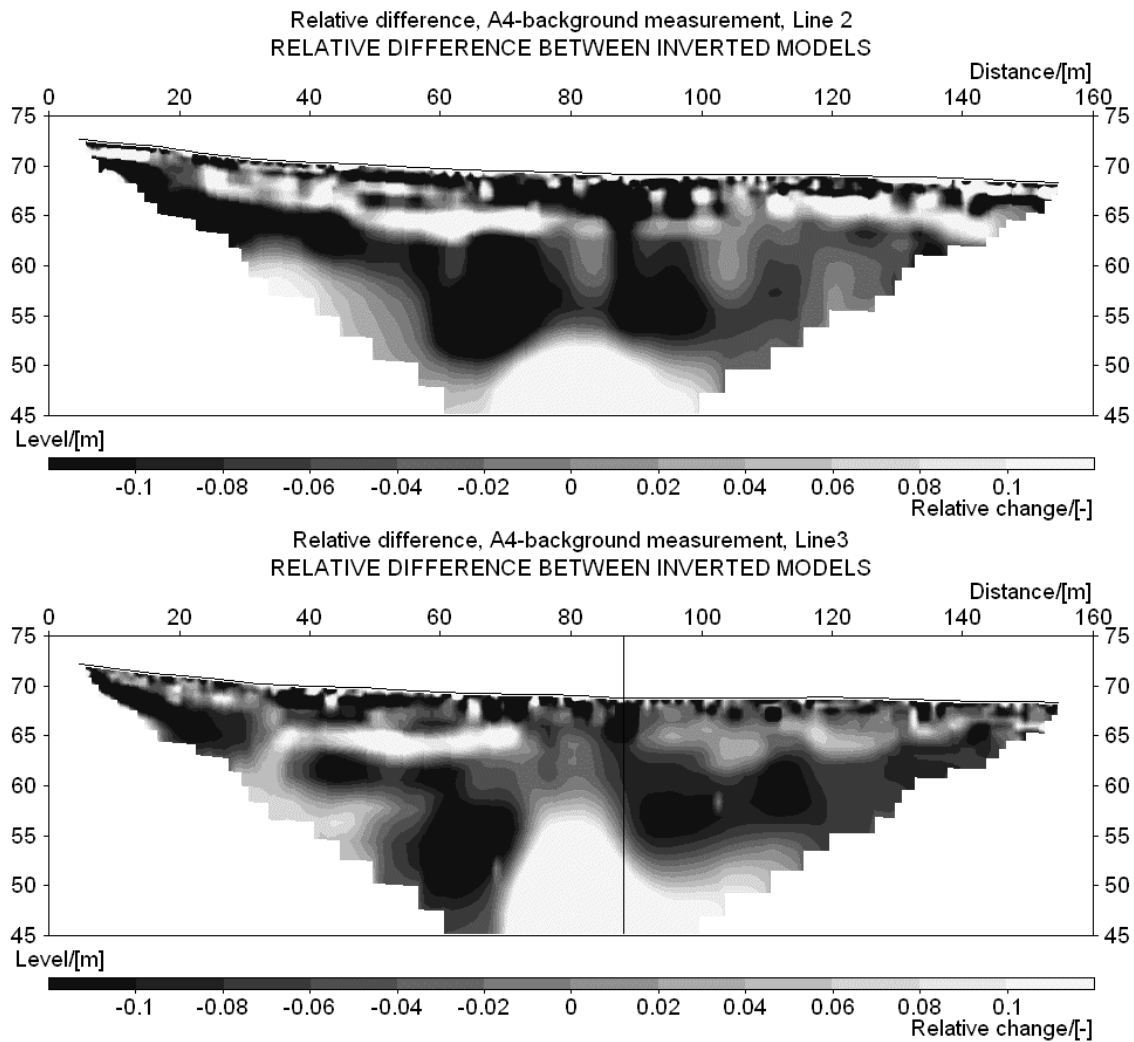 Relative difference, A4-background measurement, Line 2
RELATIVE DIFFERENCE BETWEEN INVERTED MODELS
Distance/[m]
0 20 40 60 80 100 120 140 160
75 75
70 70
65 65
60 60
55 55
50 50
45 45
Level/[m]
-0.1 -0.08 -0.06 -0.04 -0.02 0 0.02 0.04 0.06 0.08 0.1
Relative change/[-]
Relative difference, A4-background measurement, Line3
RELATIVE DIFFERENCE BETWEEN INVERTED MODELS
Distance/[m]
0 20 40 60 80 100 120 140 160
75 75
70 70
65 65
60 60
55 55
50 50
45 45
Level/[m]
-0.1 -0.08 -0.06 -0.04 -0.02 0 0.02 0.04 0.06 0.08 0.1
Relative change/[-]